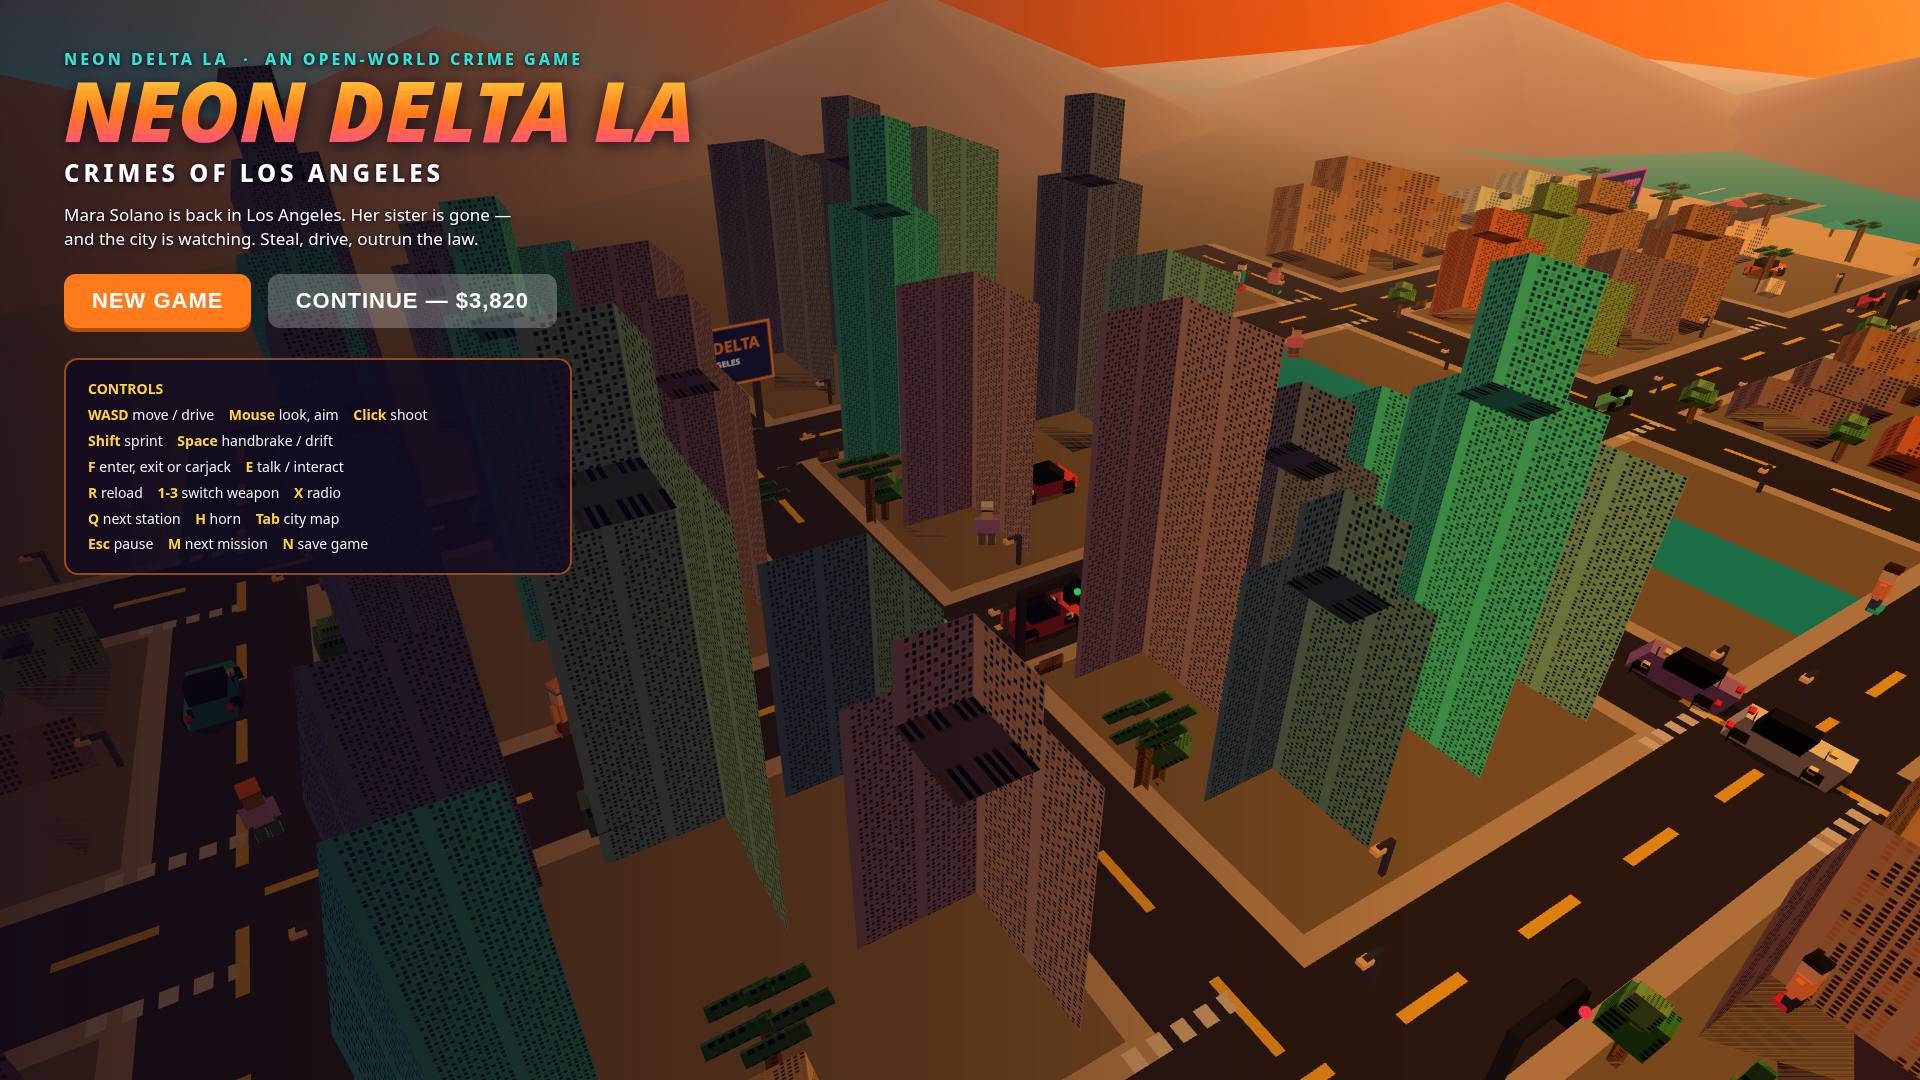 NEON DELTA LA · AN OPEN-WORLD CRIME GAME
NEON DELTA LA
CRIMES OF LOS ANGELES
Mara Solano is back in Los Angeles. Her sister is gone —
and the city is watching. Steal, drive, outrun the law.
NEW GAME
CONTINUE — $3,820
DELTA
GELES
CONTROLS
WASD move / drive Mouse look, aim Click shoot
Shift sprint Space handbrake / drift
F enter, exit or carjack E talk / interact
R reload 1-3 switch weapon X radio
Q next station H horn Tab city map
Esc pause M next mission N save game